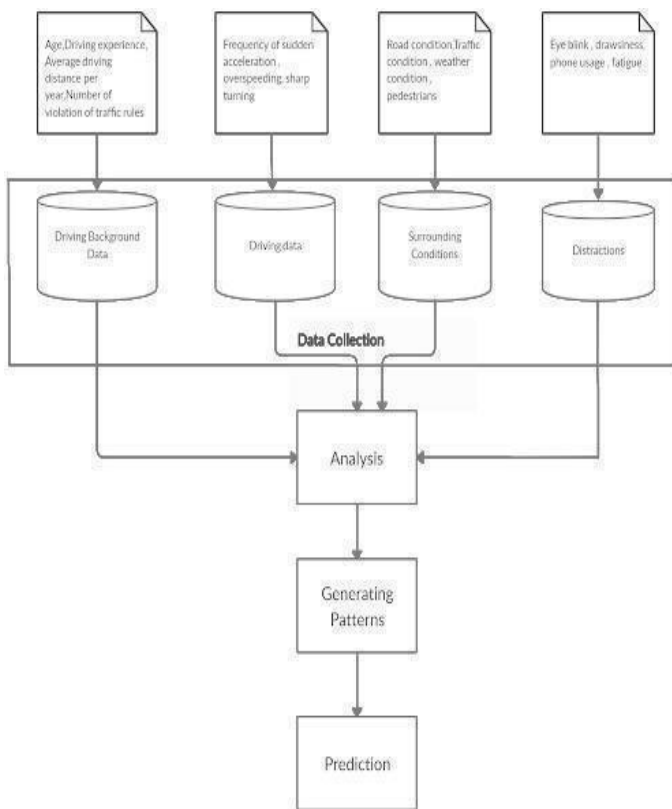 Age,Driving experience,
Average driving
distance per
year,Number of
violation of traffic rules
Frequency of sudden
acceleration ,
overspeeding, sharp
turning
Road condition,Traffic
condition , weather
condition ,
pedestrians
Eye blink , drawsiness,
phone usage , fatigue
Driving Background
Data
Driving data
Surrounding
Conditions
Distractions
Data Collection
Analysis
Generating
Patterns
Prediction